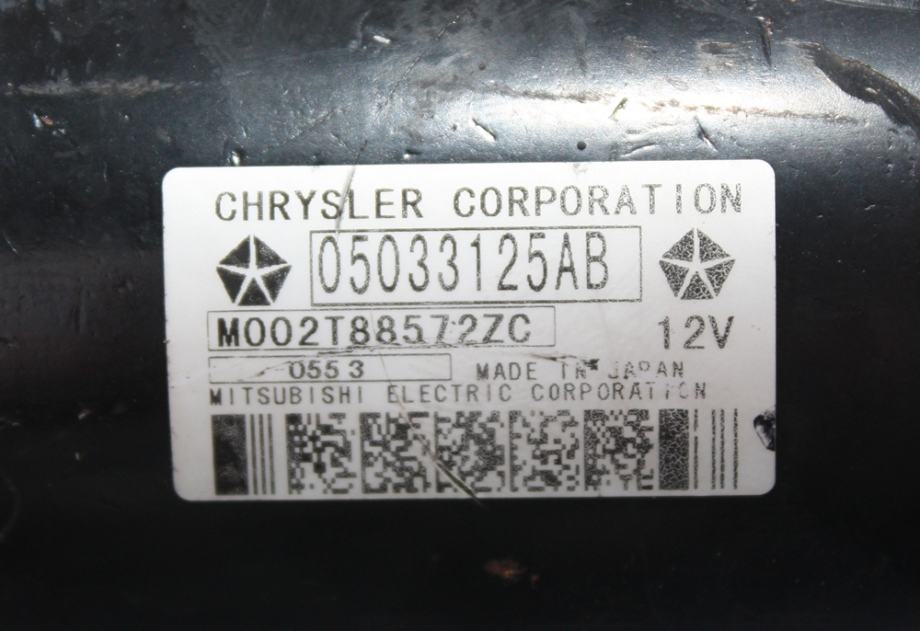 CHRYSLER CORPORATION
05033125AB
M002T88572ZC 12V
0553 MADE IN JAPAN
MITSUBISHI ELECTRIC CORPORATION